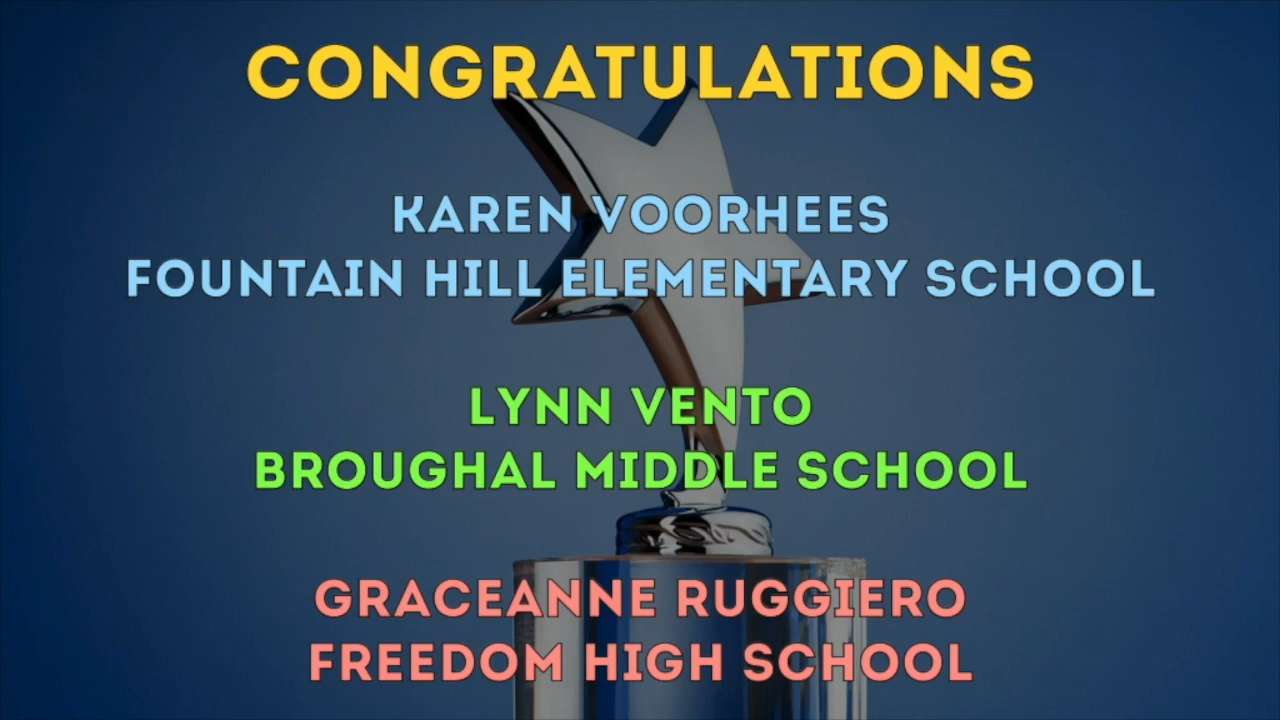 CONGRATULATIONS
KAREN VOORHEES
FOUNTAIN HILL ELEMENTARY SCHOOL
LYNN VENTO
BROUGHAL MIDDLE SCHOOL
GRACEANNE RUGGIERO
FREEDOM HIGH SCHOOL